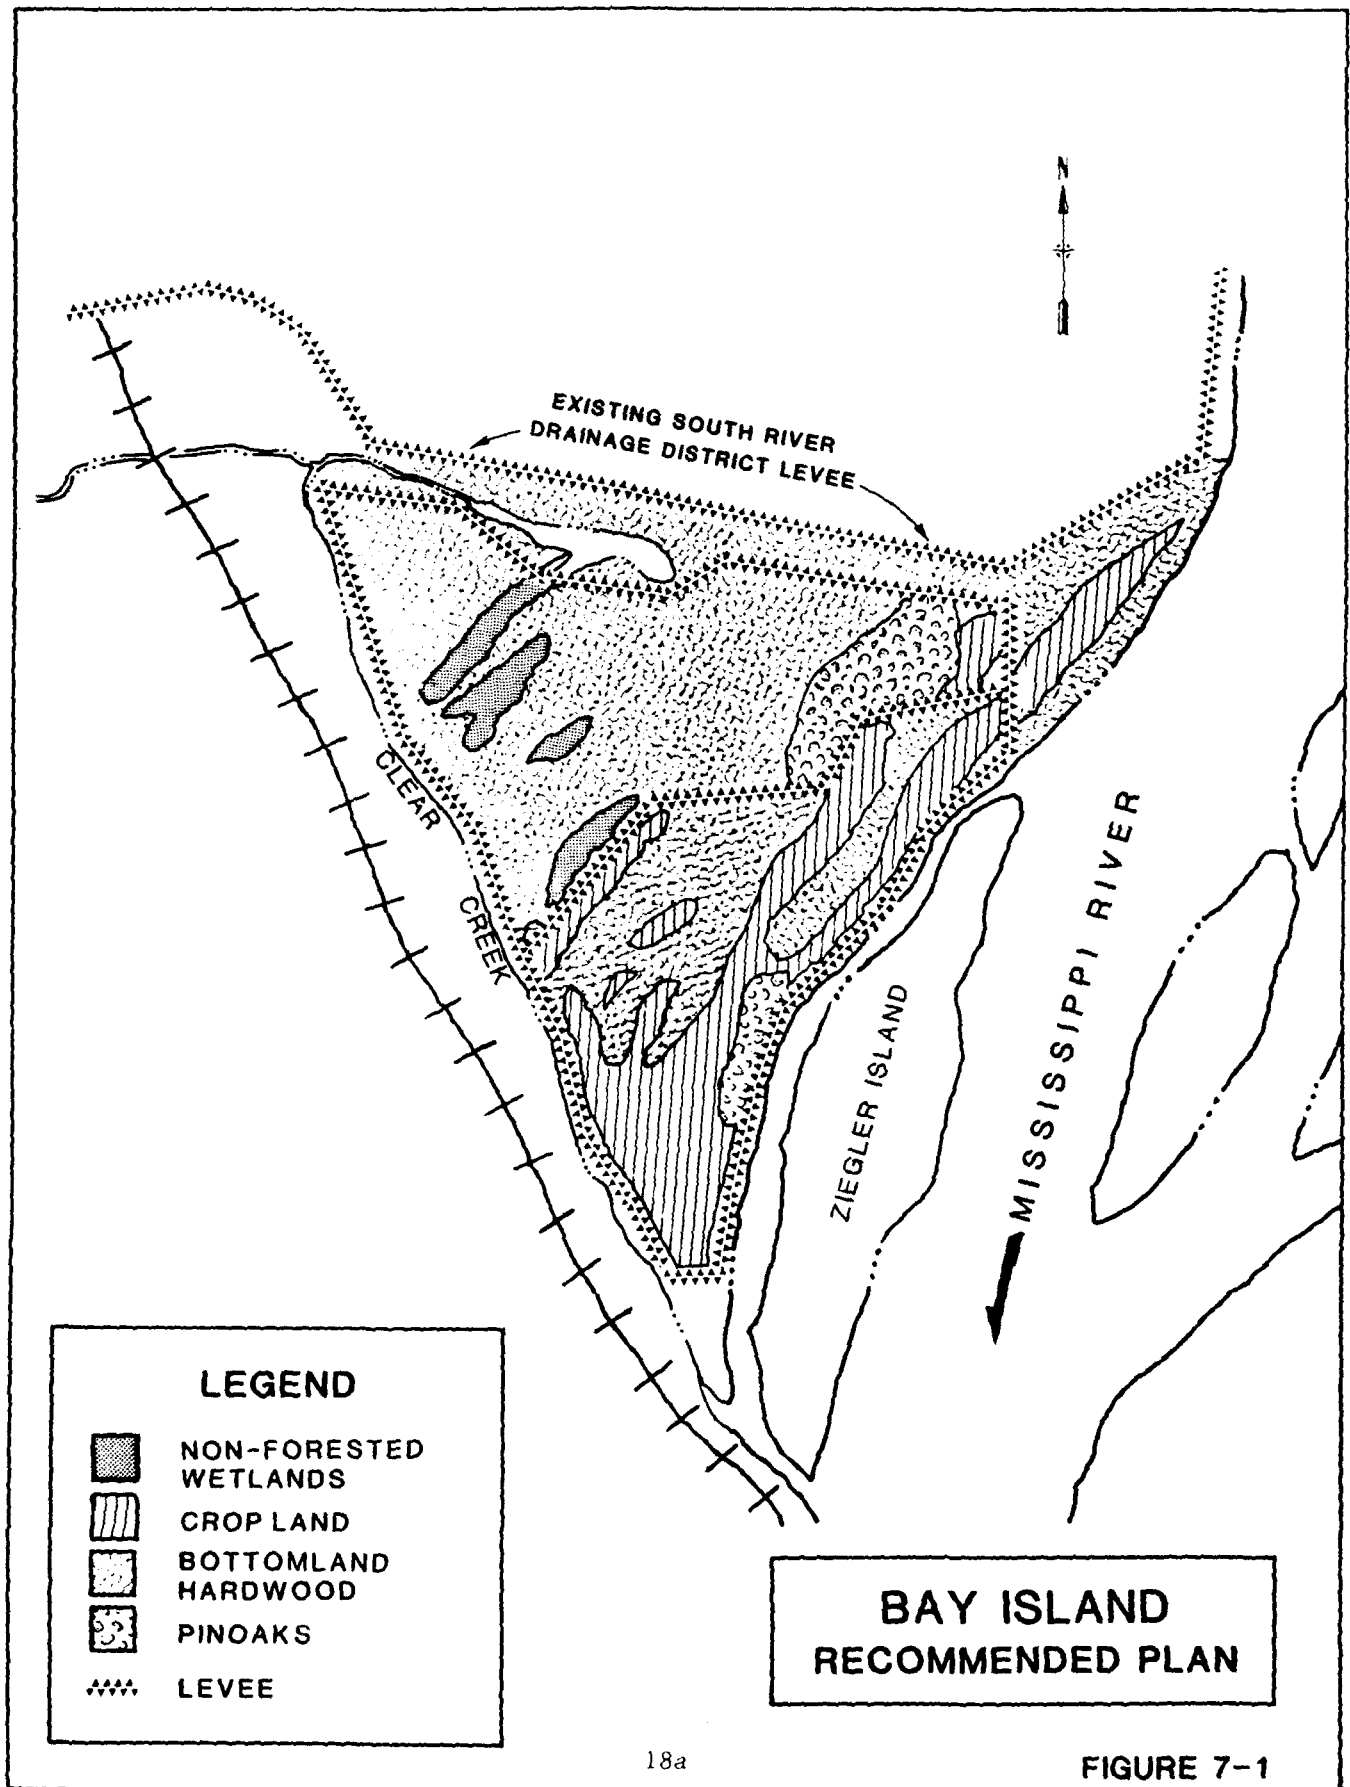 N
EXISTING SOUTH RIVER
DRAINAGE DISTRICT LEVEE
CLEAR
CREEK
ZIEGLER ISLAND
MISSISSIPPI RIVER
LEGEND
NON-FORESTED
WETLANDS
CROP LAND
BOTTOMLAND
HARDWOOD
PINOAKS
LEVEE
BAY ISLAND
RECOMMENDED PLAN
18a
FIGURE 7-1